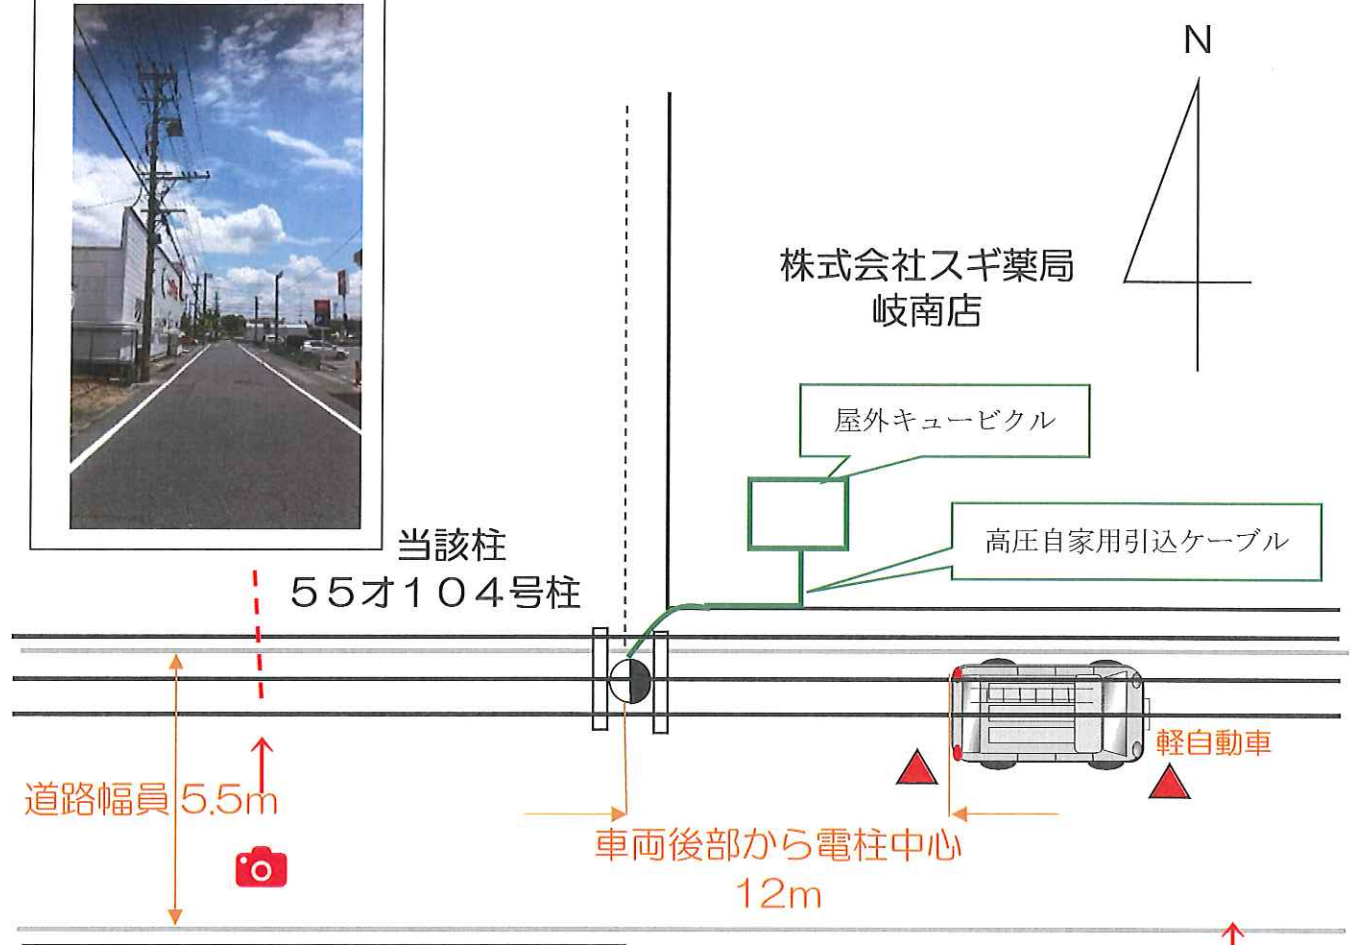 N
株式会社スギ薬局
岐南店
屋外キュービクル
高圧自家用引込ケーブル
当該柱
55オ104号柱
軽自動車
道路幅員 5.5m
車両後部から電柱中心
12m